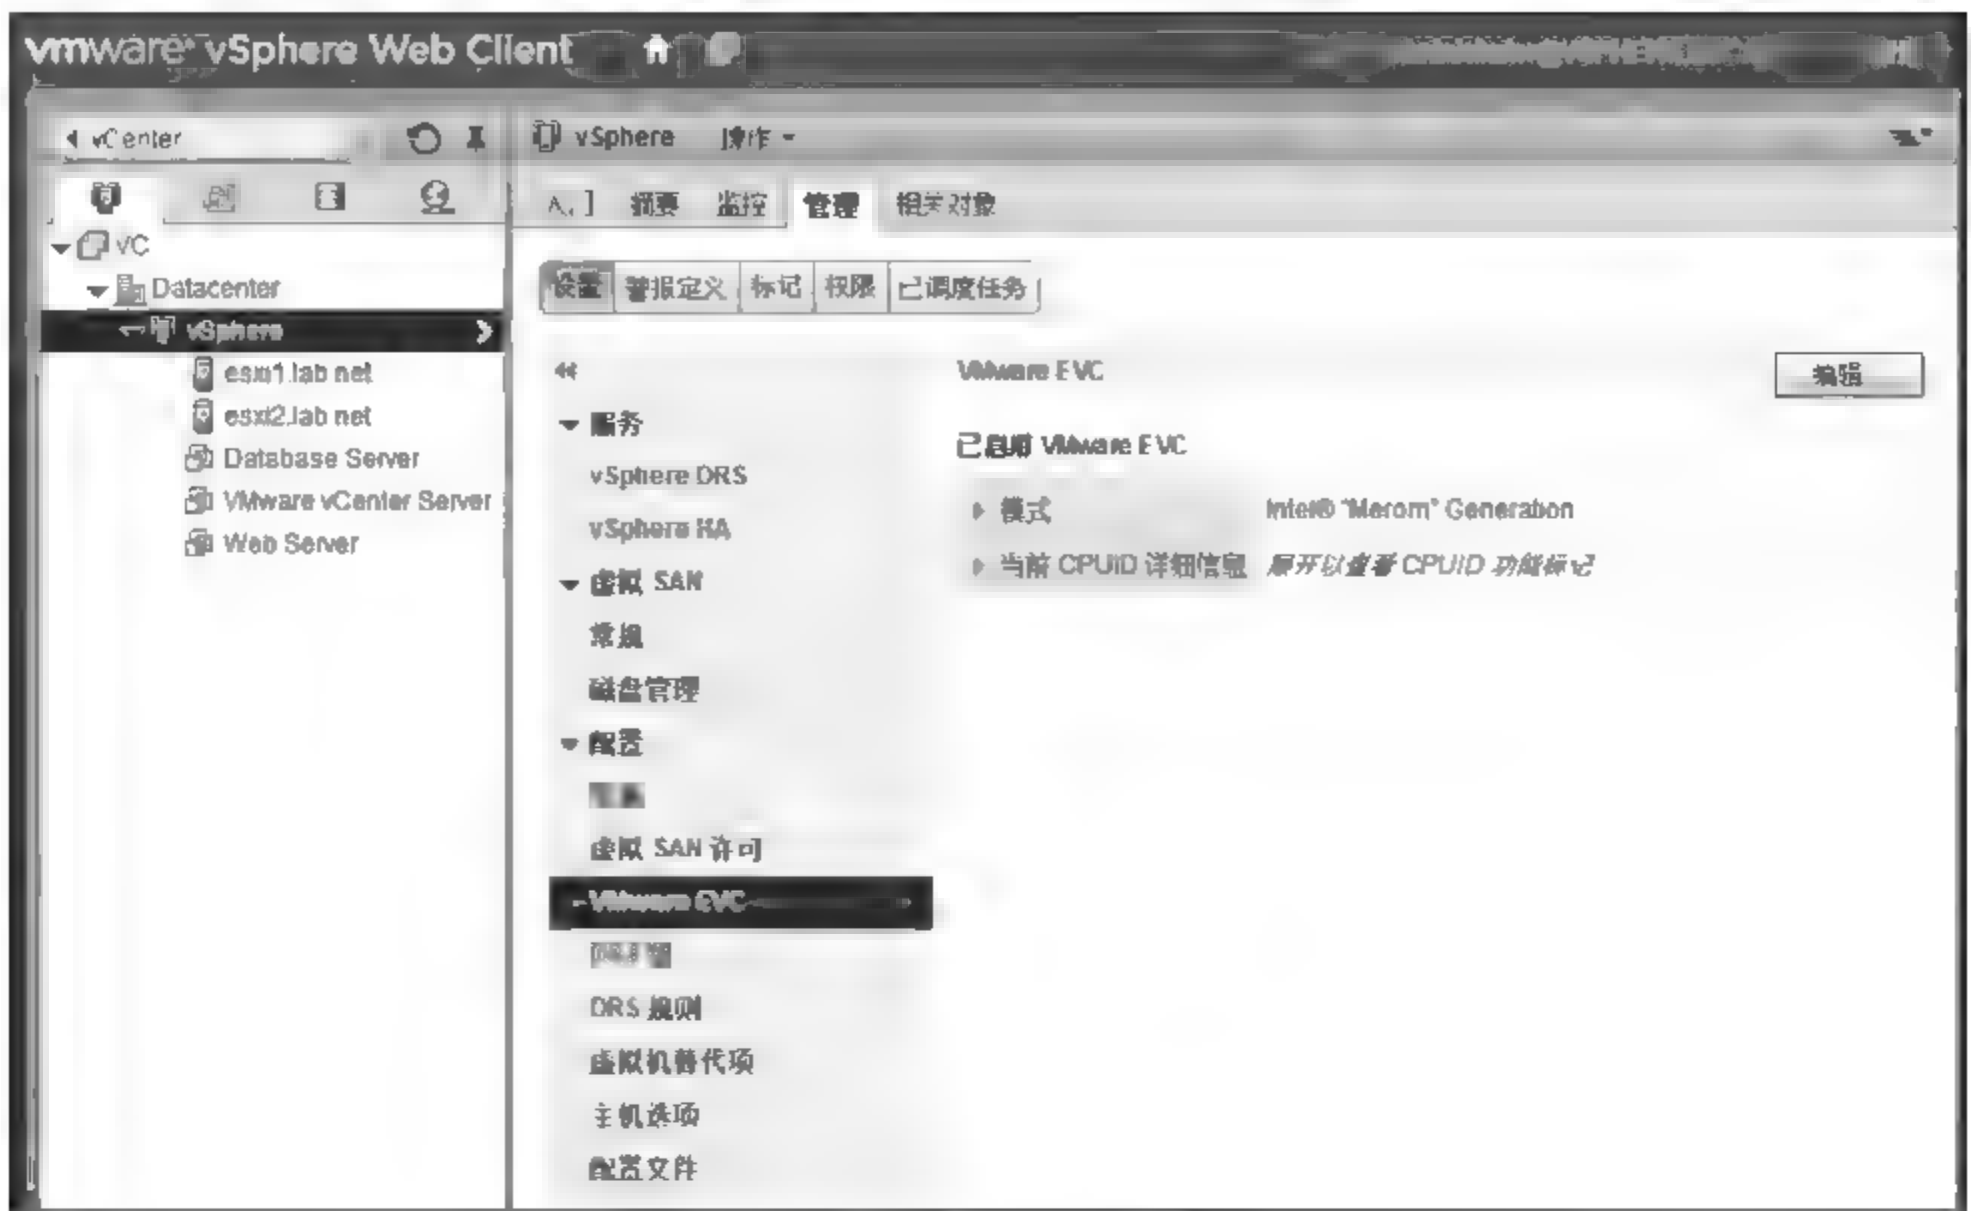 vmware vSphere Web Client
vCenter
vSphere 操作
摘要 监控 管理 相关对象
VC
Datacenter
vSphere
esxi1.lab.net
esxi2.lab.net
Database Server
VMware vCenter Server
Web Server
设置 警报定义 标记 权限 已调度任务
服务
vSphere DRS
vSphere HA
虚拟 SAN
常规
磁盘管理
配置
虚拟 SAN 许可
VMware EVC
DRS 规则
虚拟机替代项
主机选项
配置文件
VMware EVC
编辑
已启用 VMware EVC
模式 Intel® "Merom" Generation
当前 CPUID 详细信息 展开以查看 CPUID 功能标记